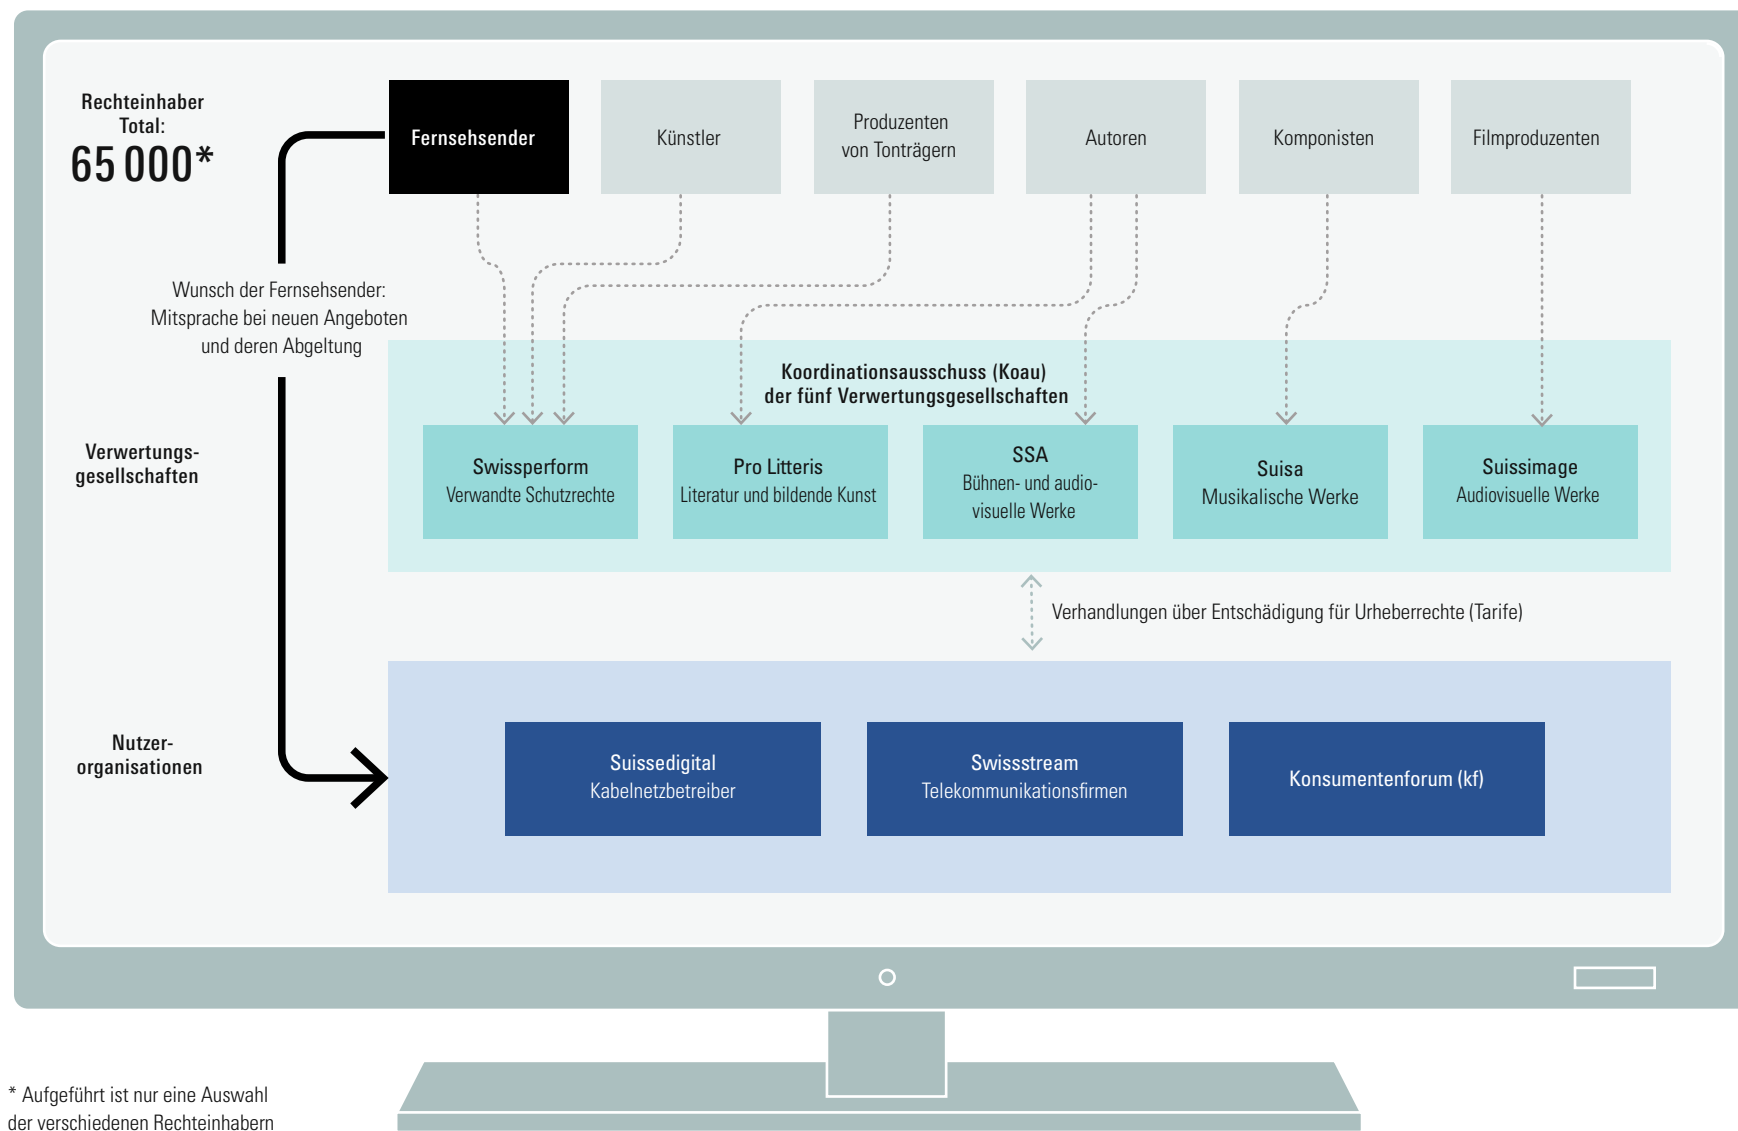 Rechteinhaber
Total:
65 000*
Fernsehsender
Künstler
Produzenten
von Tonträgern
Autoren
Komponisten
Filmproduzenten
Wunsch der Fernsehsender:
Mitsprache bei neuen Angeboten
und deren Abgeltung
Koordinationsausschuss (Koau)
der fünf Verwertungsgesellschaften
Verwertungs-
gesellschaften
Swissperform
Verwandte Schutzrechte
Pro Litteris
Literatur und bildende Kunst
SSA
Bühnen- und audio-
visuelle Werke
Suisa
Musikalische Werke
Suissimage
Audiovisuelle Werke
Verhandlungen über Entschädigung für Urheberrechte (Tarife)
Nutzer-
organisationen
Suissedigital
Kabelnetzbetreiber
Swissstream
Telekommunikationsfirmen
Konsumentenforum (kf)
* Aufgeführt ist nur eine Auswahl
der verschiedenen Rechteinhabern